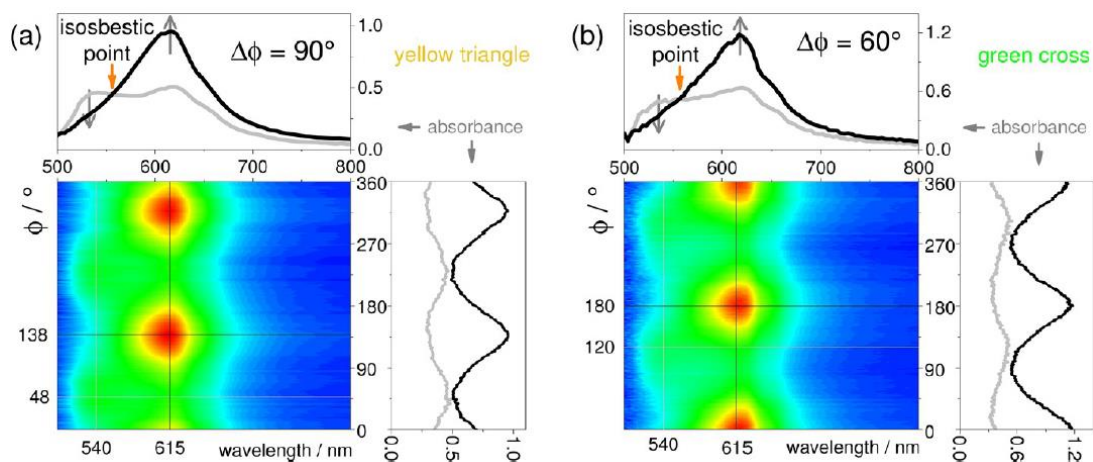 (a)
isosbestic
point
Δϕ = 90°
1.0
0.5
0.0
500 600 700 800
yellow triangle
absorbance
ϕ / °
138
48
540 615 wavelength / nm
360
270
180
90
0
0.0 0.5 1.0
(b)
isosbestic
point
Δϕ = 60°
1.2
0.6
0.0
500 600 700 800
green cross
absorbance
ϕ / °
180
120
540 615 wavelength / nm
360
270
180
90
0
0.0 0.6 1.2